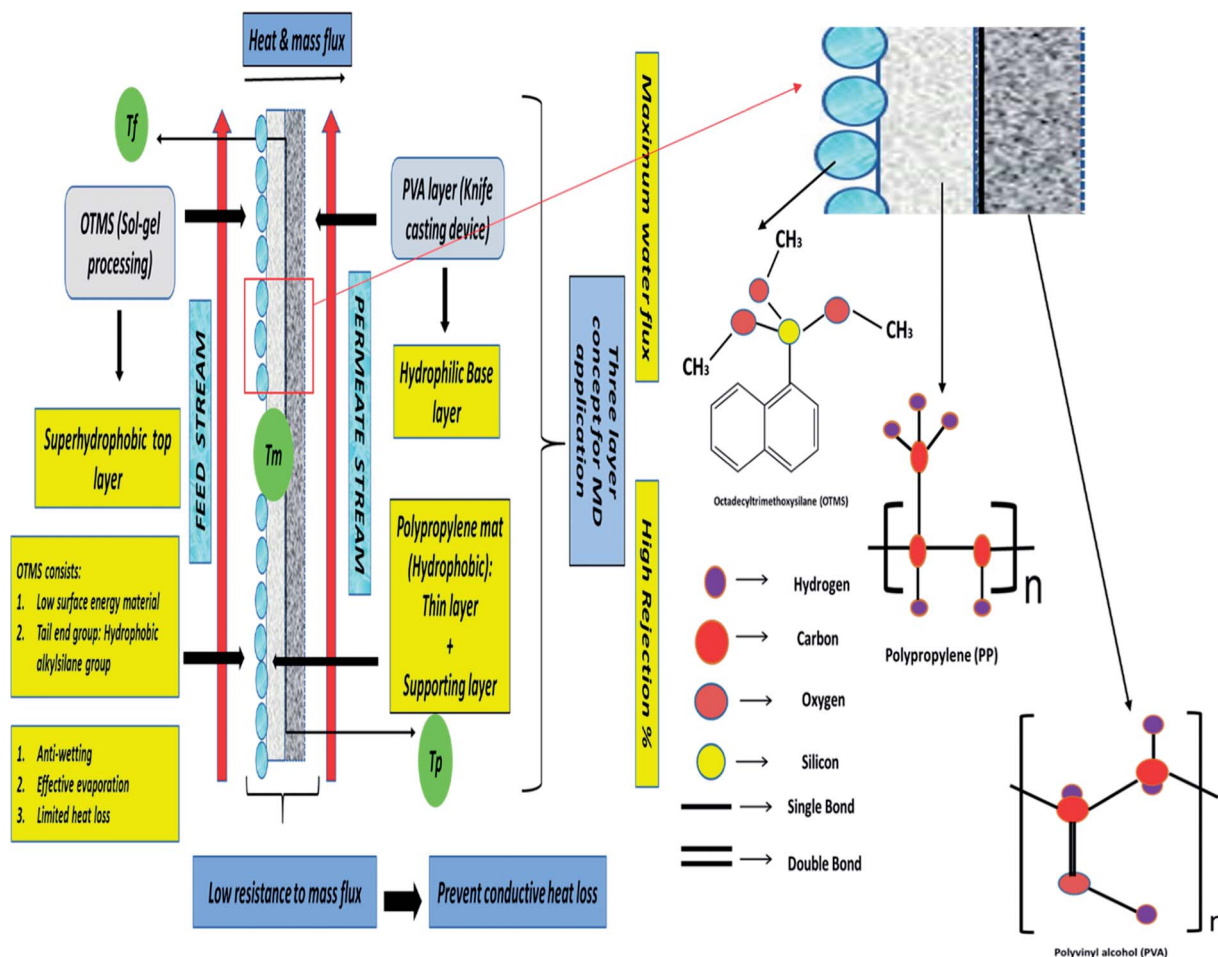 Heat & mass flux
Tf
OTMS (Sol-gel
processing)
PVA layer (Knife
casting device)
FEED STREAM
PERMEATE STREAM
Superhydrophobic top
layer
Hydrophilic Base
layer
Tm
OTMS consists:
1. Low surface energy material
2. Tail end group: Hydrophobic
alkylsilane group
Polypropylene mat
(Hydrophobic):
Thin layer
+
Supporting layer
1. Anti-wetting
2. Effective evaporation
3. Limited heat loss
Tp
Low resistance to mass flux
Prevent conductive heat loss
Three layer
concept for MD
application
Maximum water flux
High Rejection %
CH3
CH3
H3C
Octadecyltrimethoxysilane (OTMS)
n
Polypropylene (PP)
Hydrogen
Carbon
Oxygen
Silicon
Single Bond
Double Bond
n
Polyvinyl alcohol (PVA)